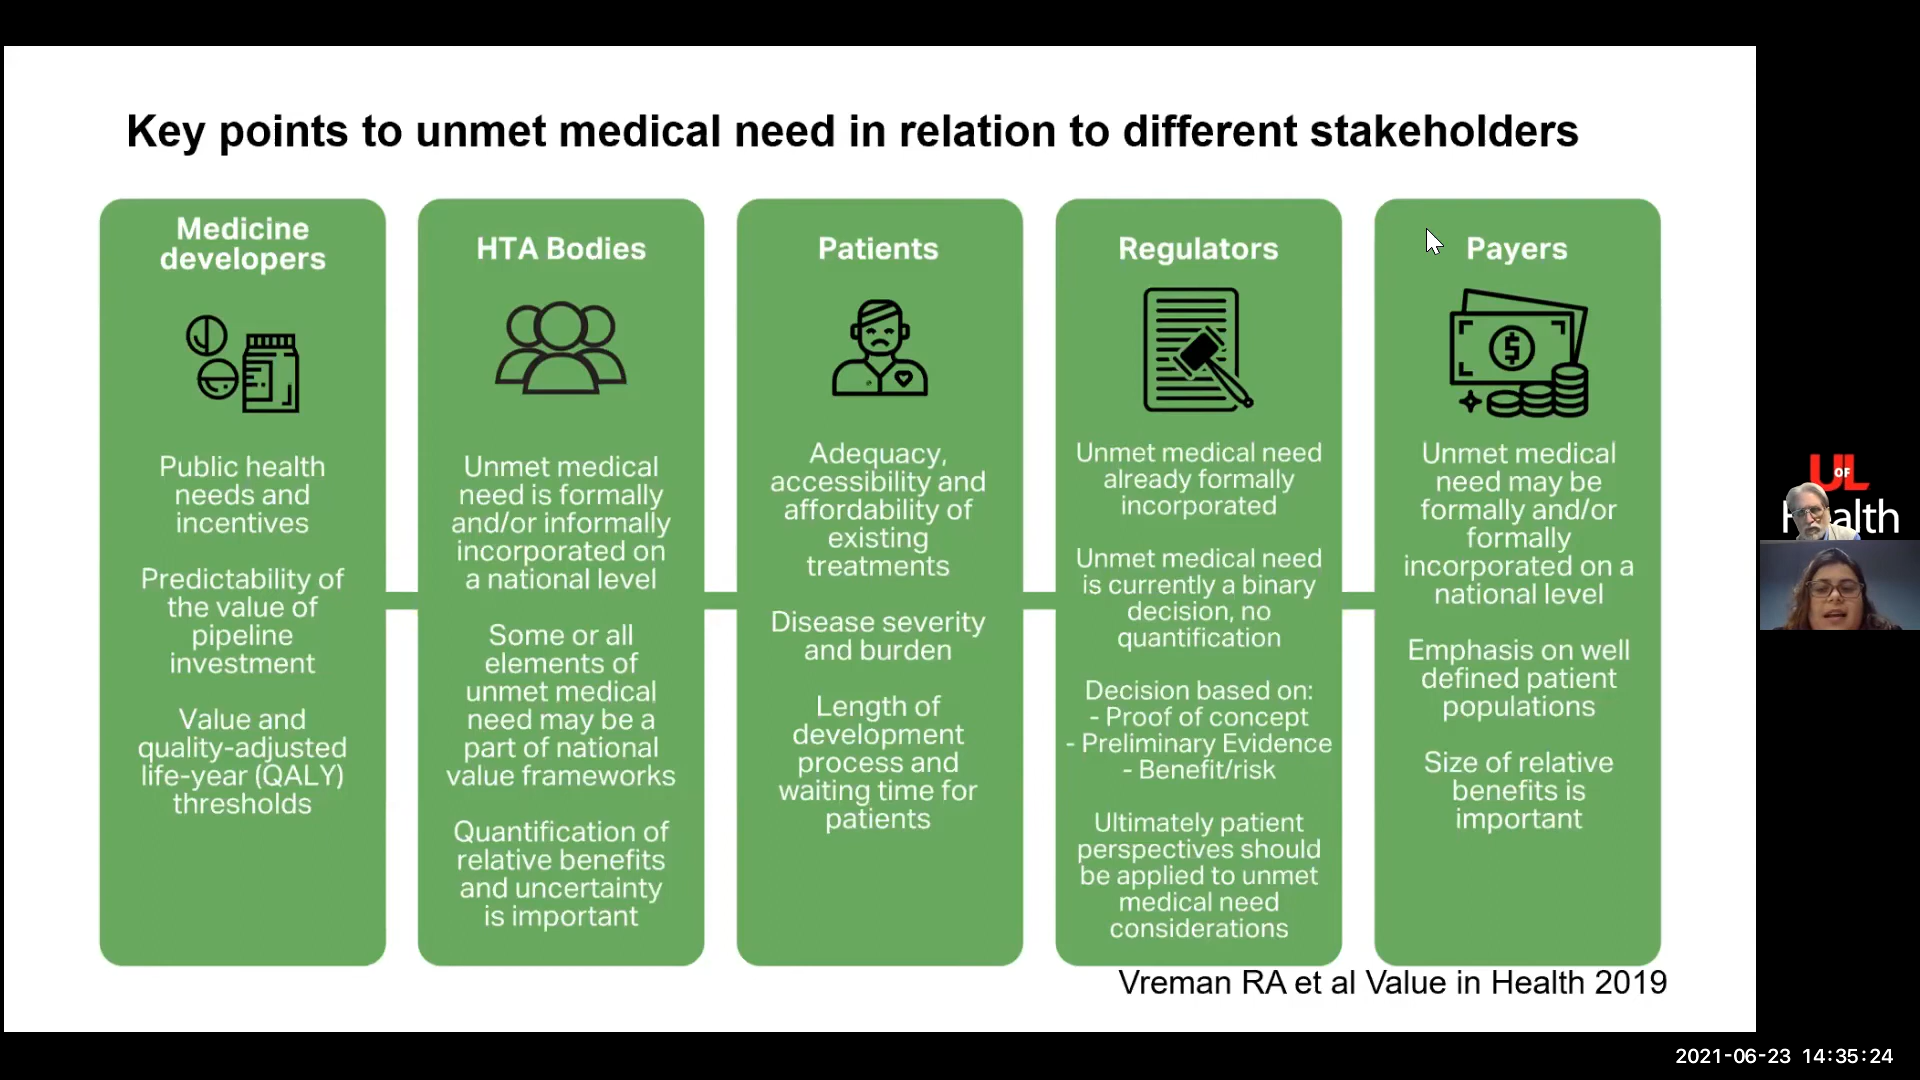 Key points to unmet medical need in relation to different stakeholders
Medicine
developers
Public health
needs and
incentives
Predictability of
the value of
pipeline
investment
Value and
quality-adjusted
life-year (QALY)
thresholds
HTA Bodies
Unmet medical
need is formally
and/or informally
incorporated on
a national level
Some or all
elements of
unmet medical
need may be a
part of national
value frameworks
Quantification of
relative benefits
and uncertainty
is important
Patients
Adequacy,
accessibility and
affordability of
existing
treatments
Disease severity
and burden
Length of
development
process and
waiting time for
patients
Regulators
Unmet medical need
already formally
incorporated
Unmet medical need
is currently a binary
decision, no
quantification
Decision based on:
- Proof of concept
- Preliminary Evidence
- Benefit/risk
Ultimately patient
perspectives should
be applied to unmet
medical need
considerations
Payers
$
Unmet medical
need may be
formally and/or
formally
incorporated on a
national level
Emphasis on well
defined patient
populations
Size of relative
benefits is
important
Vreman RA et al Value in Health 2019
U OF L
2021-06-23 14:35:24